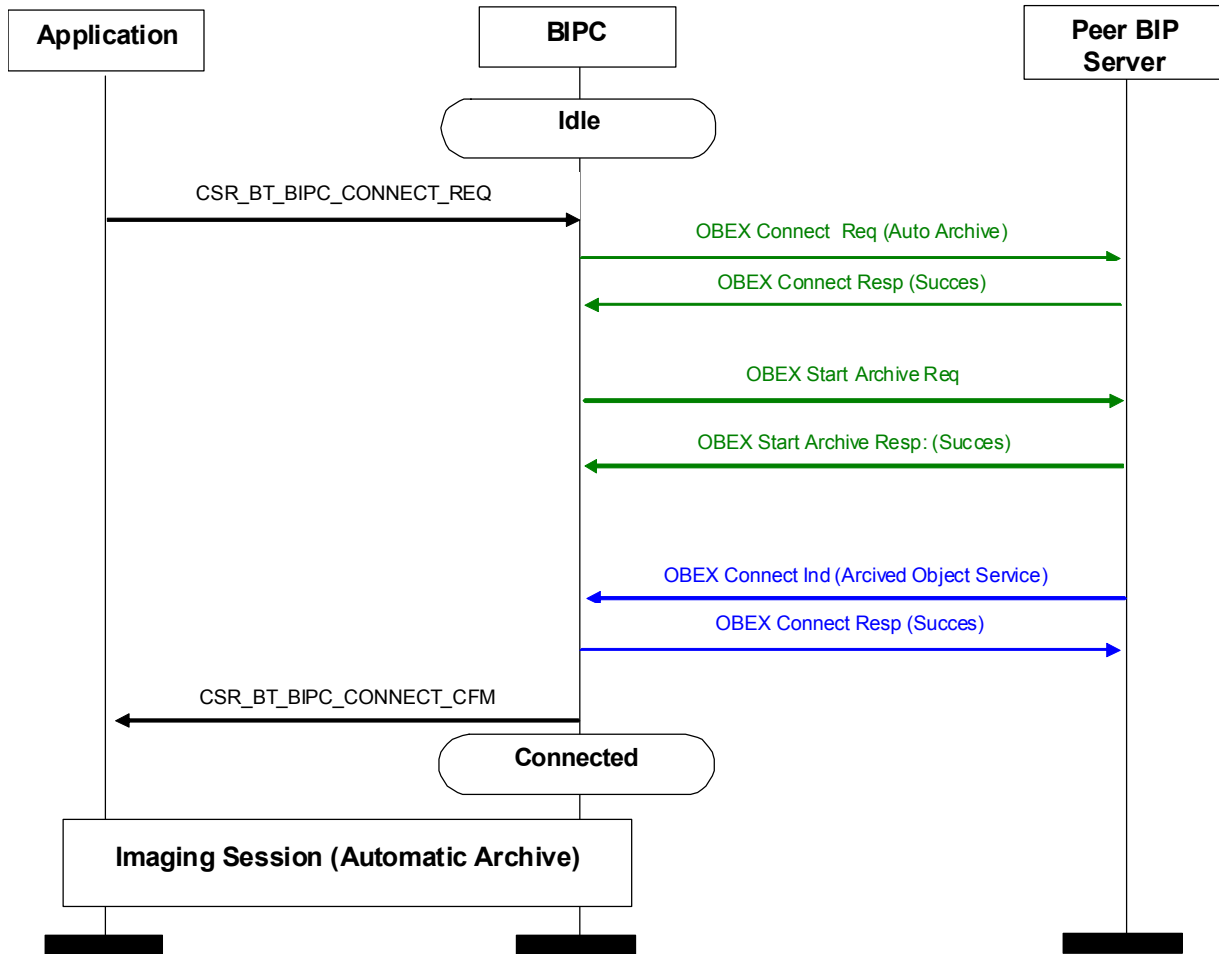 Application
BIPC
Peer BIP
Server
Idle
CSR_BT_BIPC_CONNECT_REQ
OBEX Connect Req (Auto Archive)
OBEX Connect Resp (Succes)
OBEX Start Archive Req
OBEX Start Archive Resp: (Succes)
OBEX Connect Ind (Arcived Object Service)
OBEX Connect Resp (Succes)
CSR_BT_BIPC_CONNECT_CFM
Connected
Imaging Session (Automatic Archive)